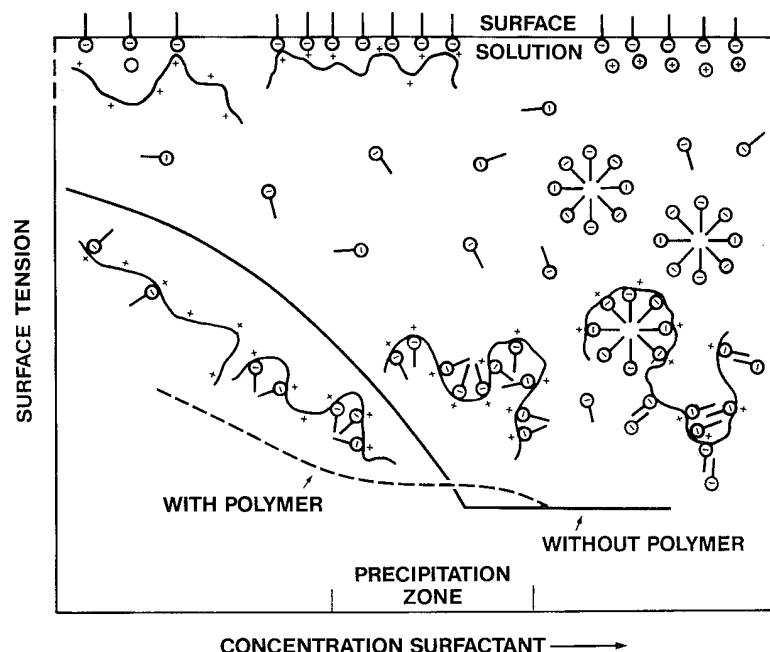 SURFACE
SOLUTION
SURFACE TENSION
WITH POLYMER
WITHOUT POLYMER
PRECIPITATION
ZONE
CONCENTRATION SURFACTANT